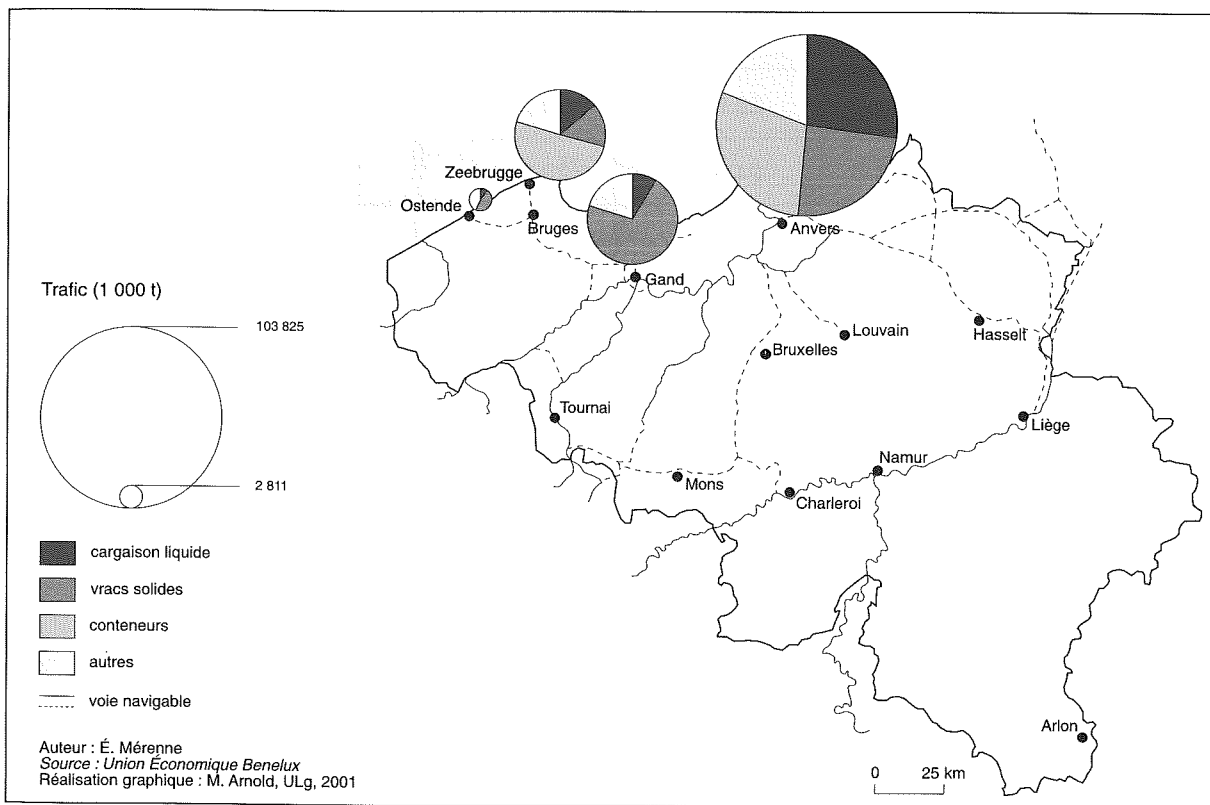 Zeebrugge
Ostende
Bruges
Anvers
Gand
Trafic (1 000 t)
103 825
Louvain
Hasselt
Bruxelles
Tournai
Liège
2 811
Namur
Mons
Charleroi
cargaison liquide
vracs solides
conteneurs
autres
voie navigable
Arlon
Auteur : É. Mérenne
Source : Union Économique Benelux
Réalisation graphique : M. Arnold, ULg, 2001
0 25 km